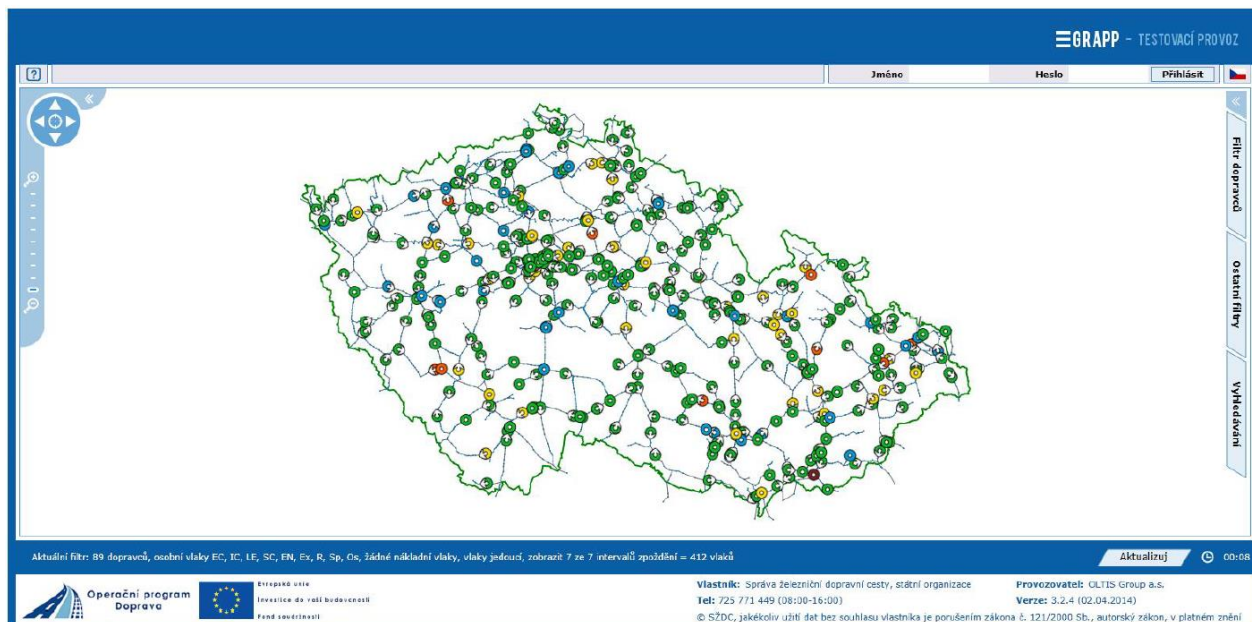 GRAPP - TESTOVACÍ PROVOZ
?
Jméno
Heslo
Přihlásit
Filtr dopravců
Ostatní filtry
Vyhledávání
Aktuální filtr: 89 dopravců, osobní vlaky EC, IC, LE, SC, EN, Ex, R, Sp, Os, žádné nákladní vlaky, vlaky jedoucí, zobrazit 7 ze 7 intervalů zpoždění = 412 vlaků
Aktualizuj
00:08
Operační program
Doprava
Evropská unie
Investice do vaší budoucnosti
Fond soudržnosti
Vlastník: Správa železniční dopravní cesty, státní organizace
Provozovatel: OLTIS Group a.s.
Tel: 725 771 449 (08:00-16:00)
Verze: 3.2.4 (02.04.2014)
© SŽDC, jakékoliv užití dat bez souhlasu vlastníka je porušením zákona č. 121/2000 Sb., autorský zákon, v platném znění